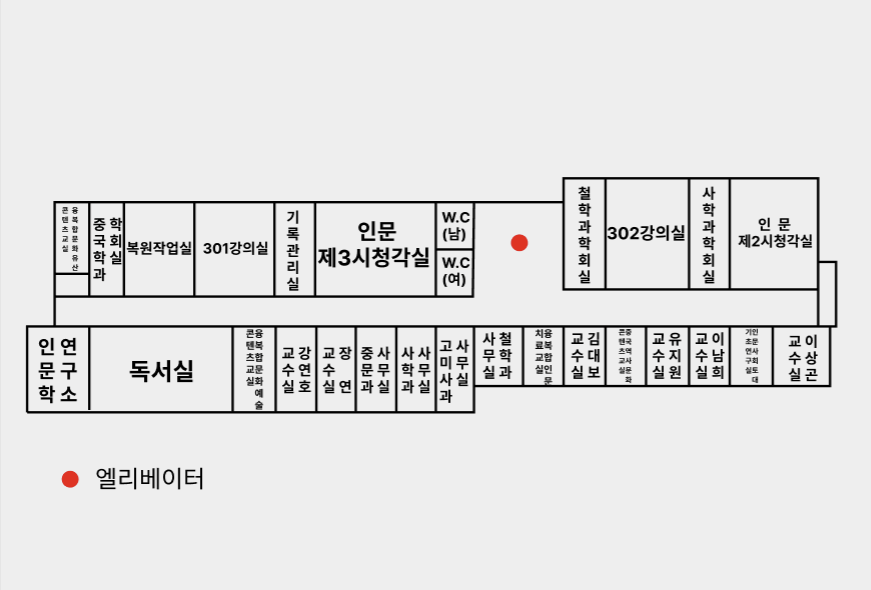 융복합문화유산
콘텐츠교실
중국학과
학회실
복원작업실
301강의실
기록관리실
인문
제3시청각실
W.C
(남)
W.C
(여)
철학과학회실
302강의실
사학과학회실
인 문
제2시청각실
인문학
연구소
독서실
융복합문화예술
콘텐츠교실
강연호
교수실
장 연
교수실
중문과
사무실
사학과
사무실
고미사과
사무실
철학과
사무실
융복합인문
치료교실
김대보
교수실
중국역사문화
콘텐츠교실
유지원
교수실
이남희
교수실
인문사회토대
기초연구실
이상곤
교수실
엘리베이터